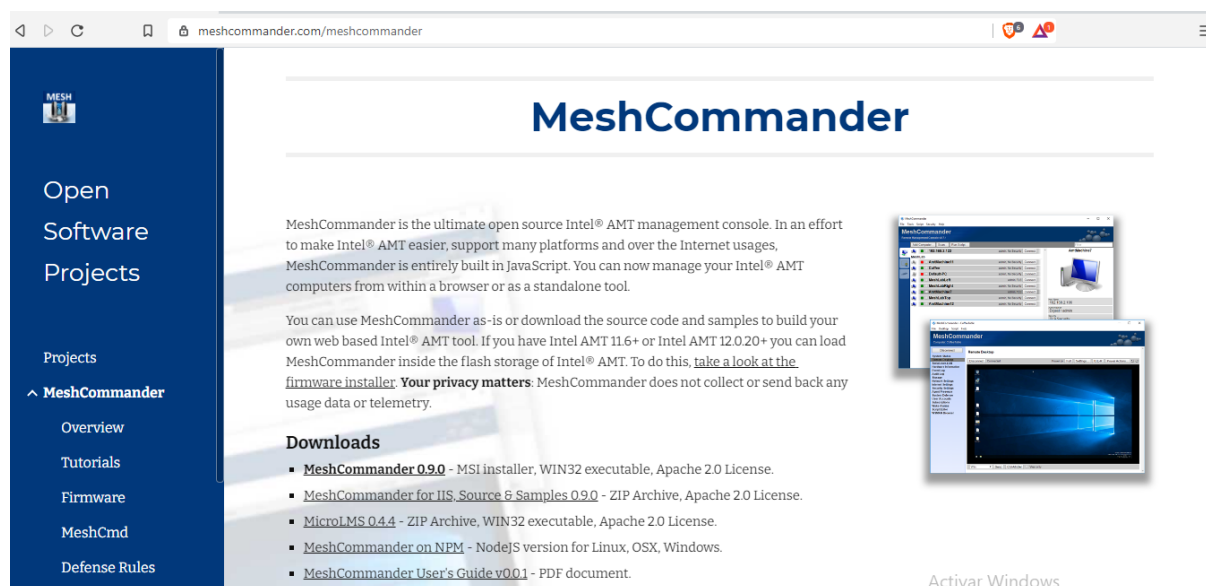 meshcommander.com/meshcommander
6
1
MESH
Open
Software
Projects
Projects
MeshCommander
Overview
Tutorials
Firmware
MeshCmd
Defense Rules
MeshCommander
MeshCommander is the ultimate open source Intel® AMT management console. In an effort
to make Intel® AMT easier, support many platforms and over the Internet usages,
MeshCommander is entirely built in JavaScript. You can now manage your Intel® AMT
computers from within a browser or as a standalone tool.
You can use MeshCommander as-is or download the source code and samples to build your
own web based Intel® AMT tool. If you have Intel AMT 11.6+ or Intel AMT 12.0.20+ you can load
MeshCommander inside the flash storage of Intel® AMT. To do this, take a look at the
firmware installer. Your privacy matters: MeshCommander does not collect or send back any
usage data or telemetry.
Downloads
▪ MeshCommander 0.9.0 - MSI installer, WIN32 executable, Apache 2.0 License.
▪ MeshCommander for IIS, Source & Samples 0.9.0 - ZIP Archive, Apache 2.0 License.
▪ MicroLMS 0.4.4 - ZIP Archive, WIN32 executable, Apache 2.0 License.
▪ MeshCommander on NPM - NodeJS version for Linux, OSX, Windows.
▪ MeshCommander User's Guide v0.0.1 - PDF document.
MeshCommander
MeshCommander
Remote Desktop
Activar Windows